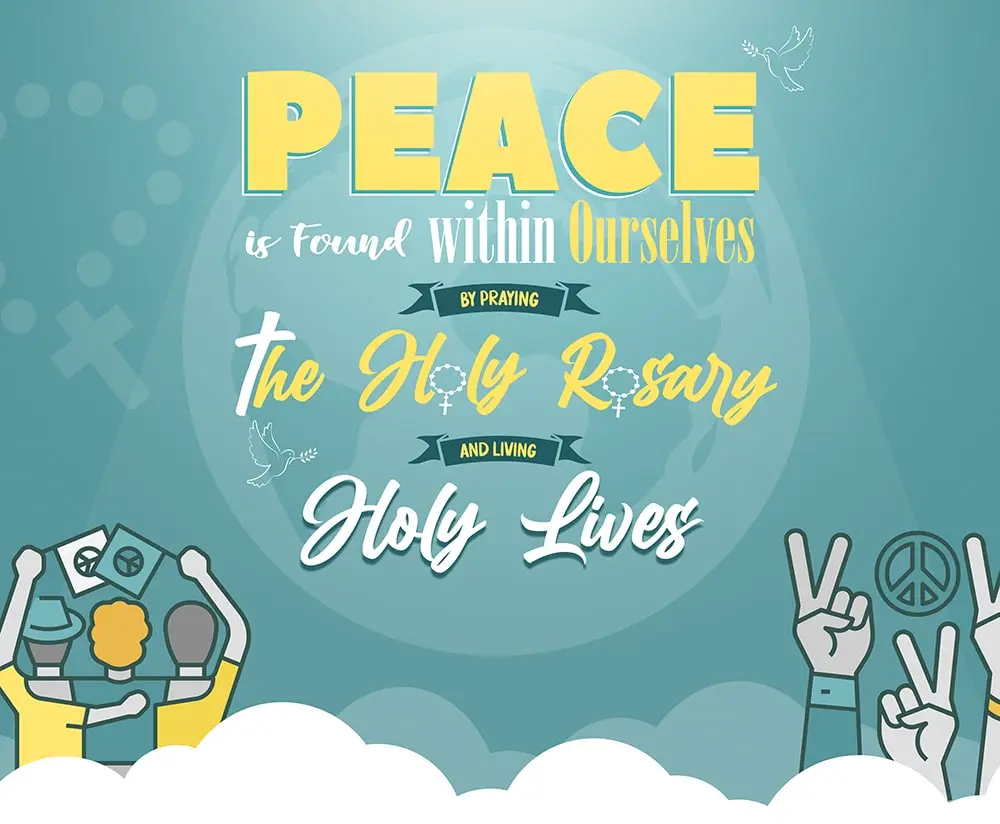 PEACE
is Found within Ourselves
BY PRAYING
The Holy Rosary
AND LIVING
Holy Lives